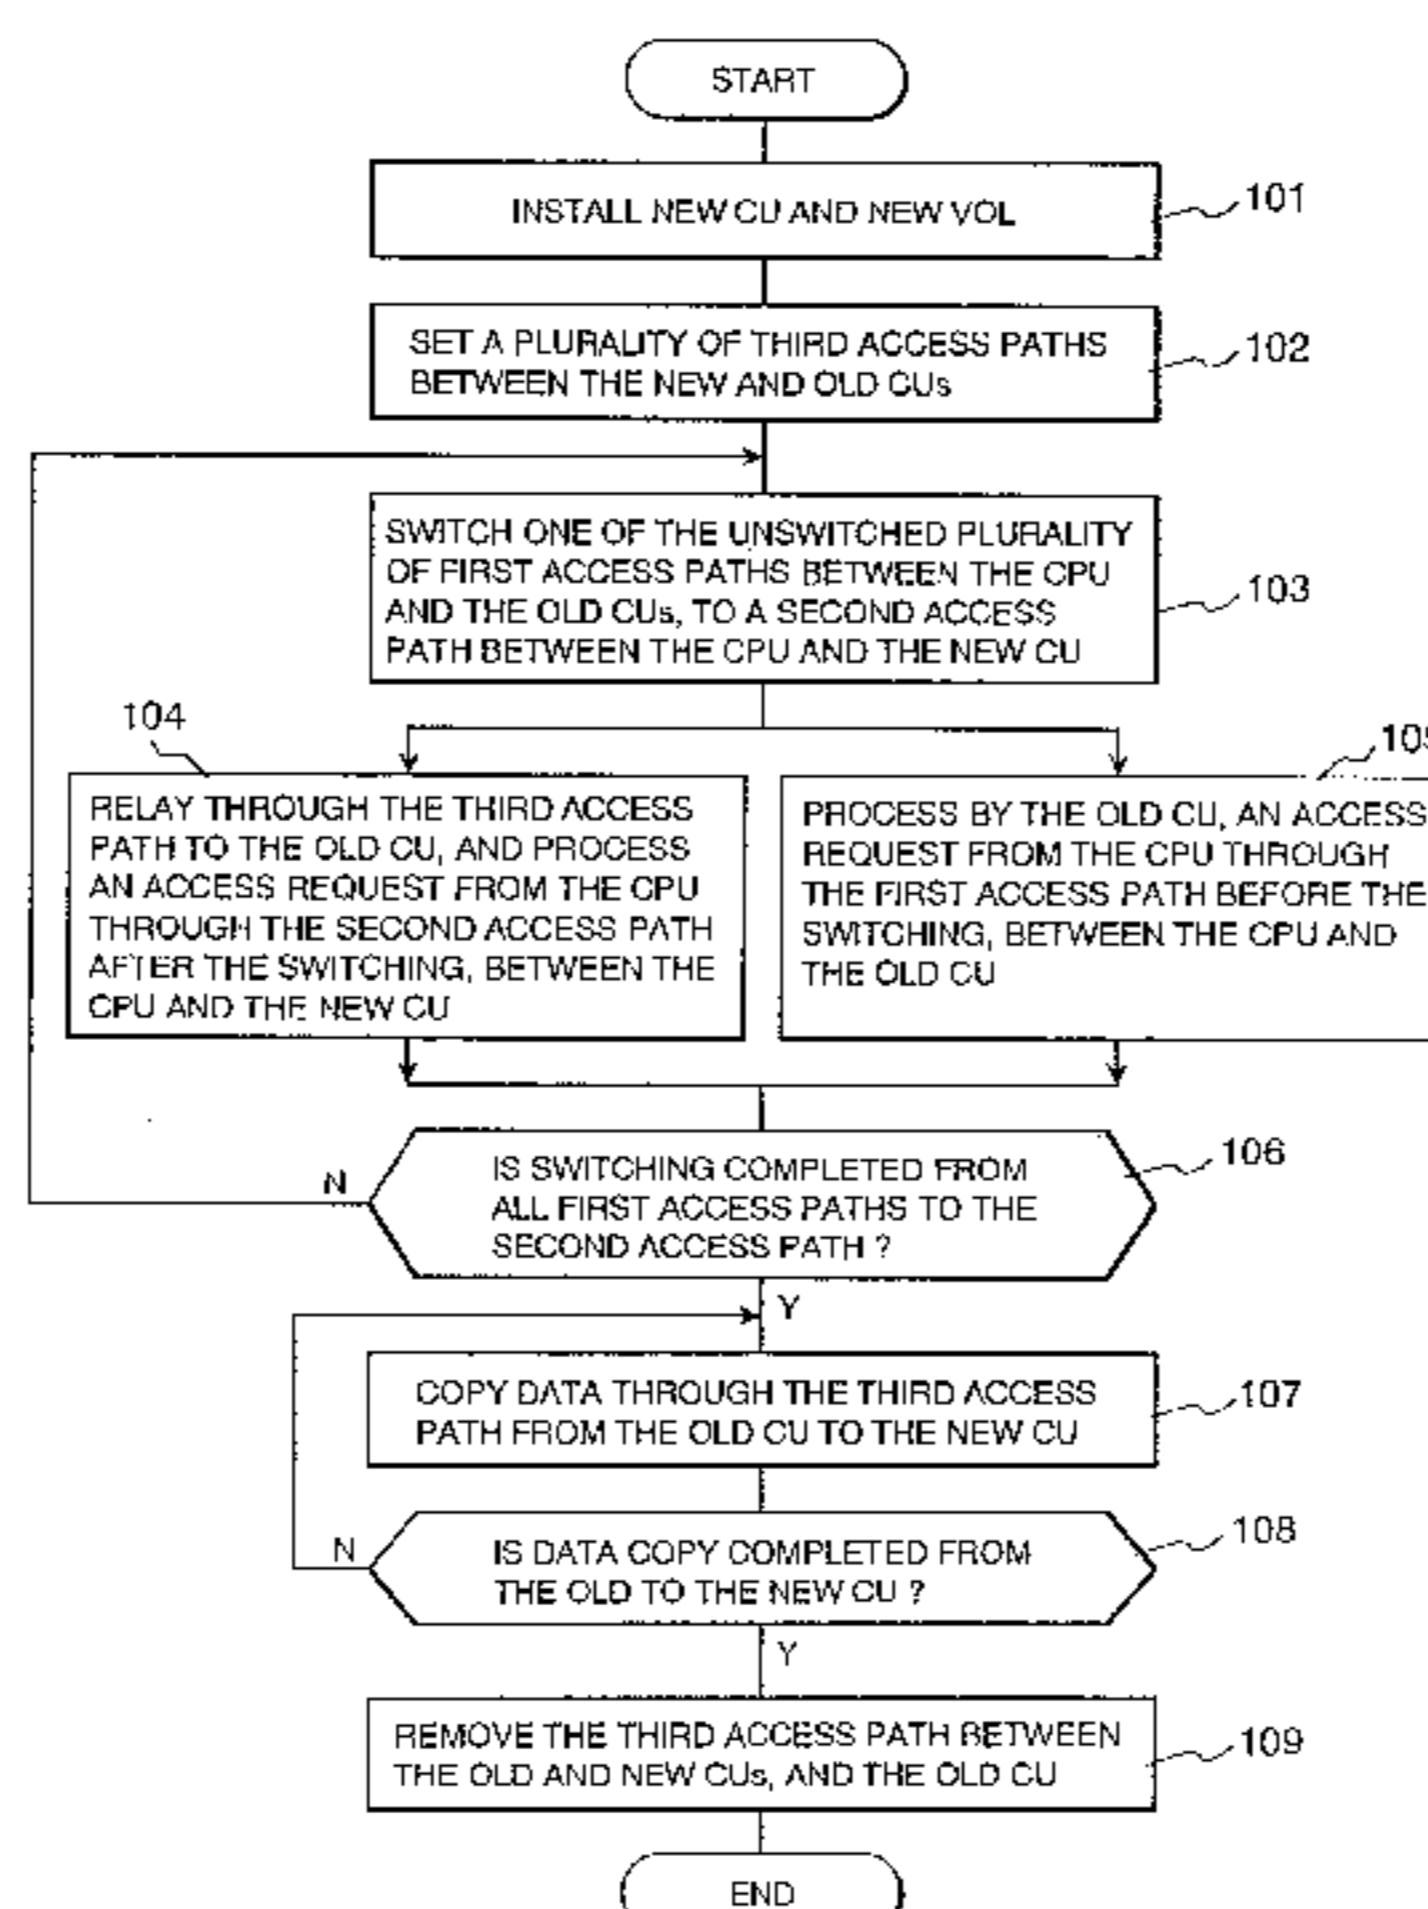 START
INSTALL NEW CU AND NEW VOL
101
SET A PLURALITY OF THIRD ACCESS PATHS
BETWEEN THE NEW AND OLD CUs
102
SWITCH ONE OF THE UNSWITCHED PLURALITY
OF FIRST ACCESS PATHS BETWEEN THE CPU
AND THE OLD CUs, TO A SECOND ACCESS
PATH BETWEEN THE CPU AND THE NEW CU
103
104
RELAY THROUGH THE THIRD ACCESS
PATH TO THE OLD CU, AND PROCESS
AN ACCESS REQUEST FROM THE CPU
THROUGH THE SECOND ACCESS PATH
AFTER THE SWITCHING, BETWEEN THE
CPU AND THE NEW CU
105
PROCESS BY THE OLD CU, AN ACCESS
REQUEST FROM THE CPU THROUGH
THE FIRST ACCESS PATH BEFORE THE
SWITCHING, BETWEEN THE CPU AND
THE OLD CU
IS SWITCHING COMPLETED FROM
ALL FIRST ACCESS PATHS TO THE
SECOND ACCESS PATH ?
106
N
Y
COPY DATA THROUGH THE THIRD ACCESS
PATH FROM THE OLD CU TO THE NEW CU
107
IS DATA COPY COMPLETED FROM
THE OLD TO THE NEW CU ?
108
N
Y
REMOVE THE THIRD ACCESS PATH BETWEEN
THE OLD AND NEW CUs, AND THE OLD CU
109
END